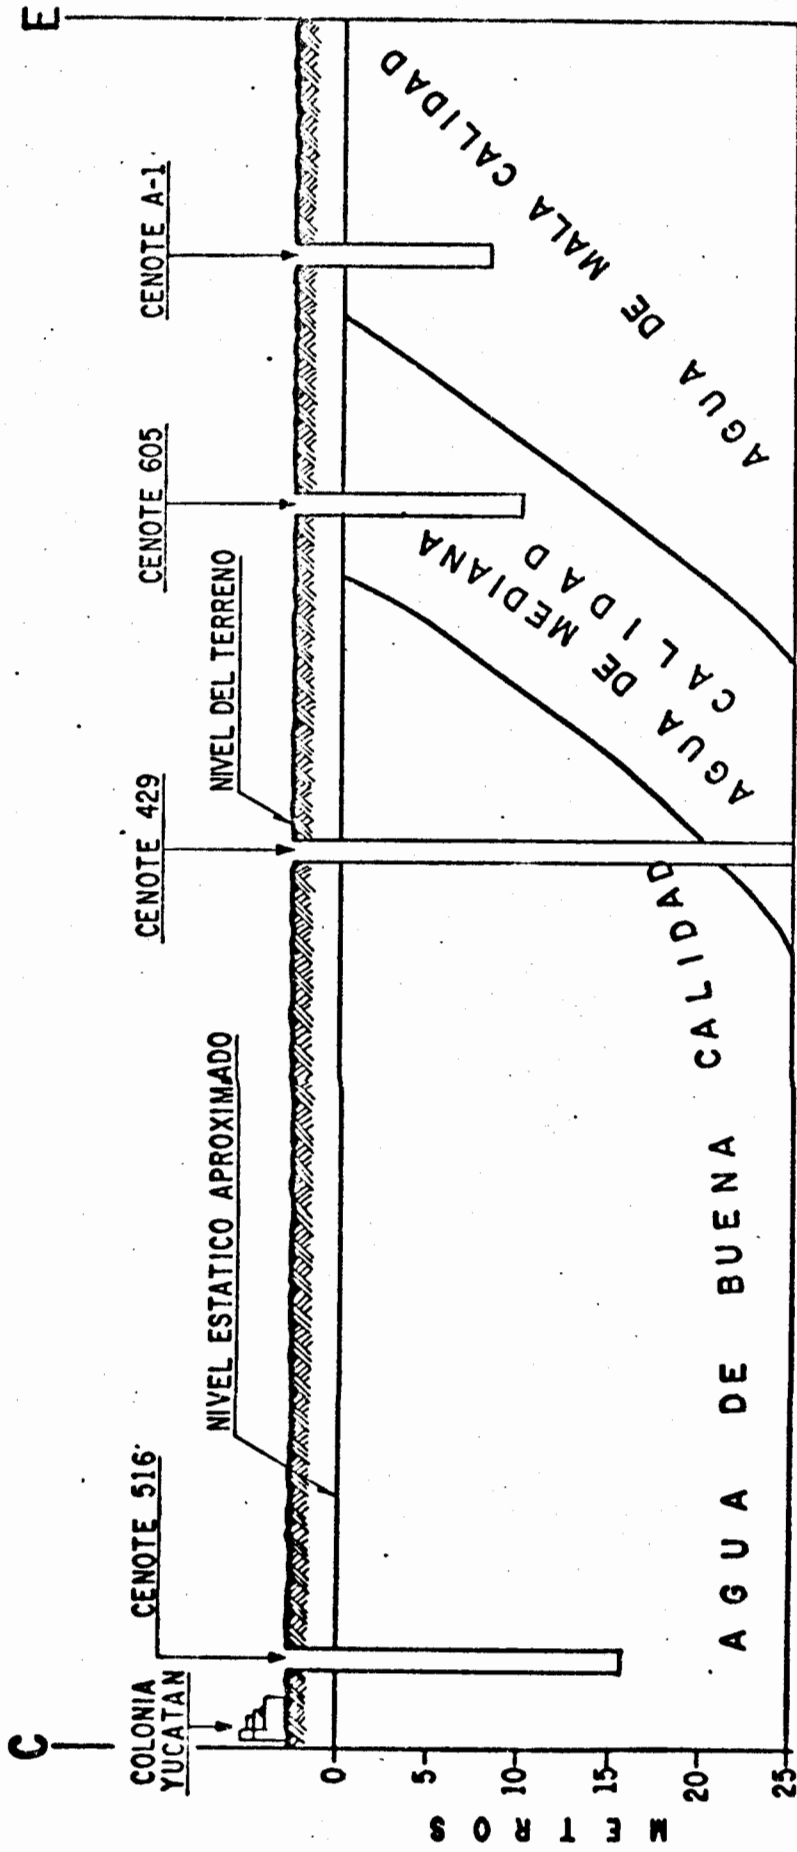 C
E
COLONIA
YUCATAN
CENOTE 516
NIVEL ESTATICO APROXIMADO
CENOTE 429
NIVEL DEL TERRENO
CENOTE 605
CENOTE A-1
METROS
0
5
10
15
20
25
AGUA DE BUENA CALIDAD
AGUA DE MEDIANA
CALIDAD
AGUA DE MALA CALIDAD